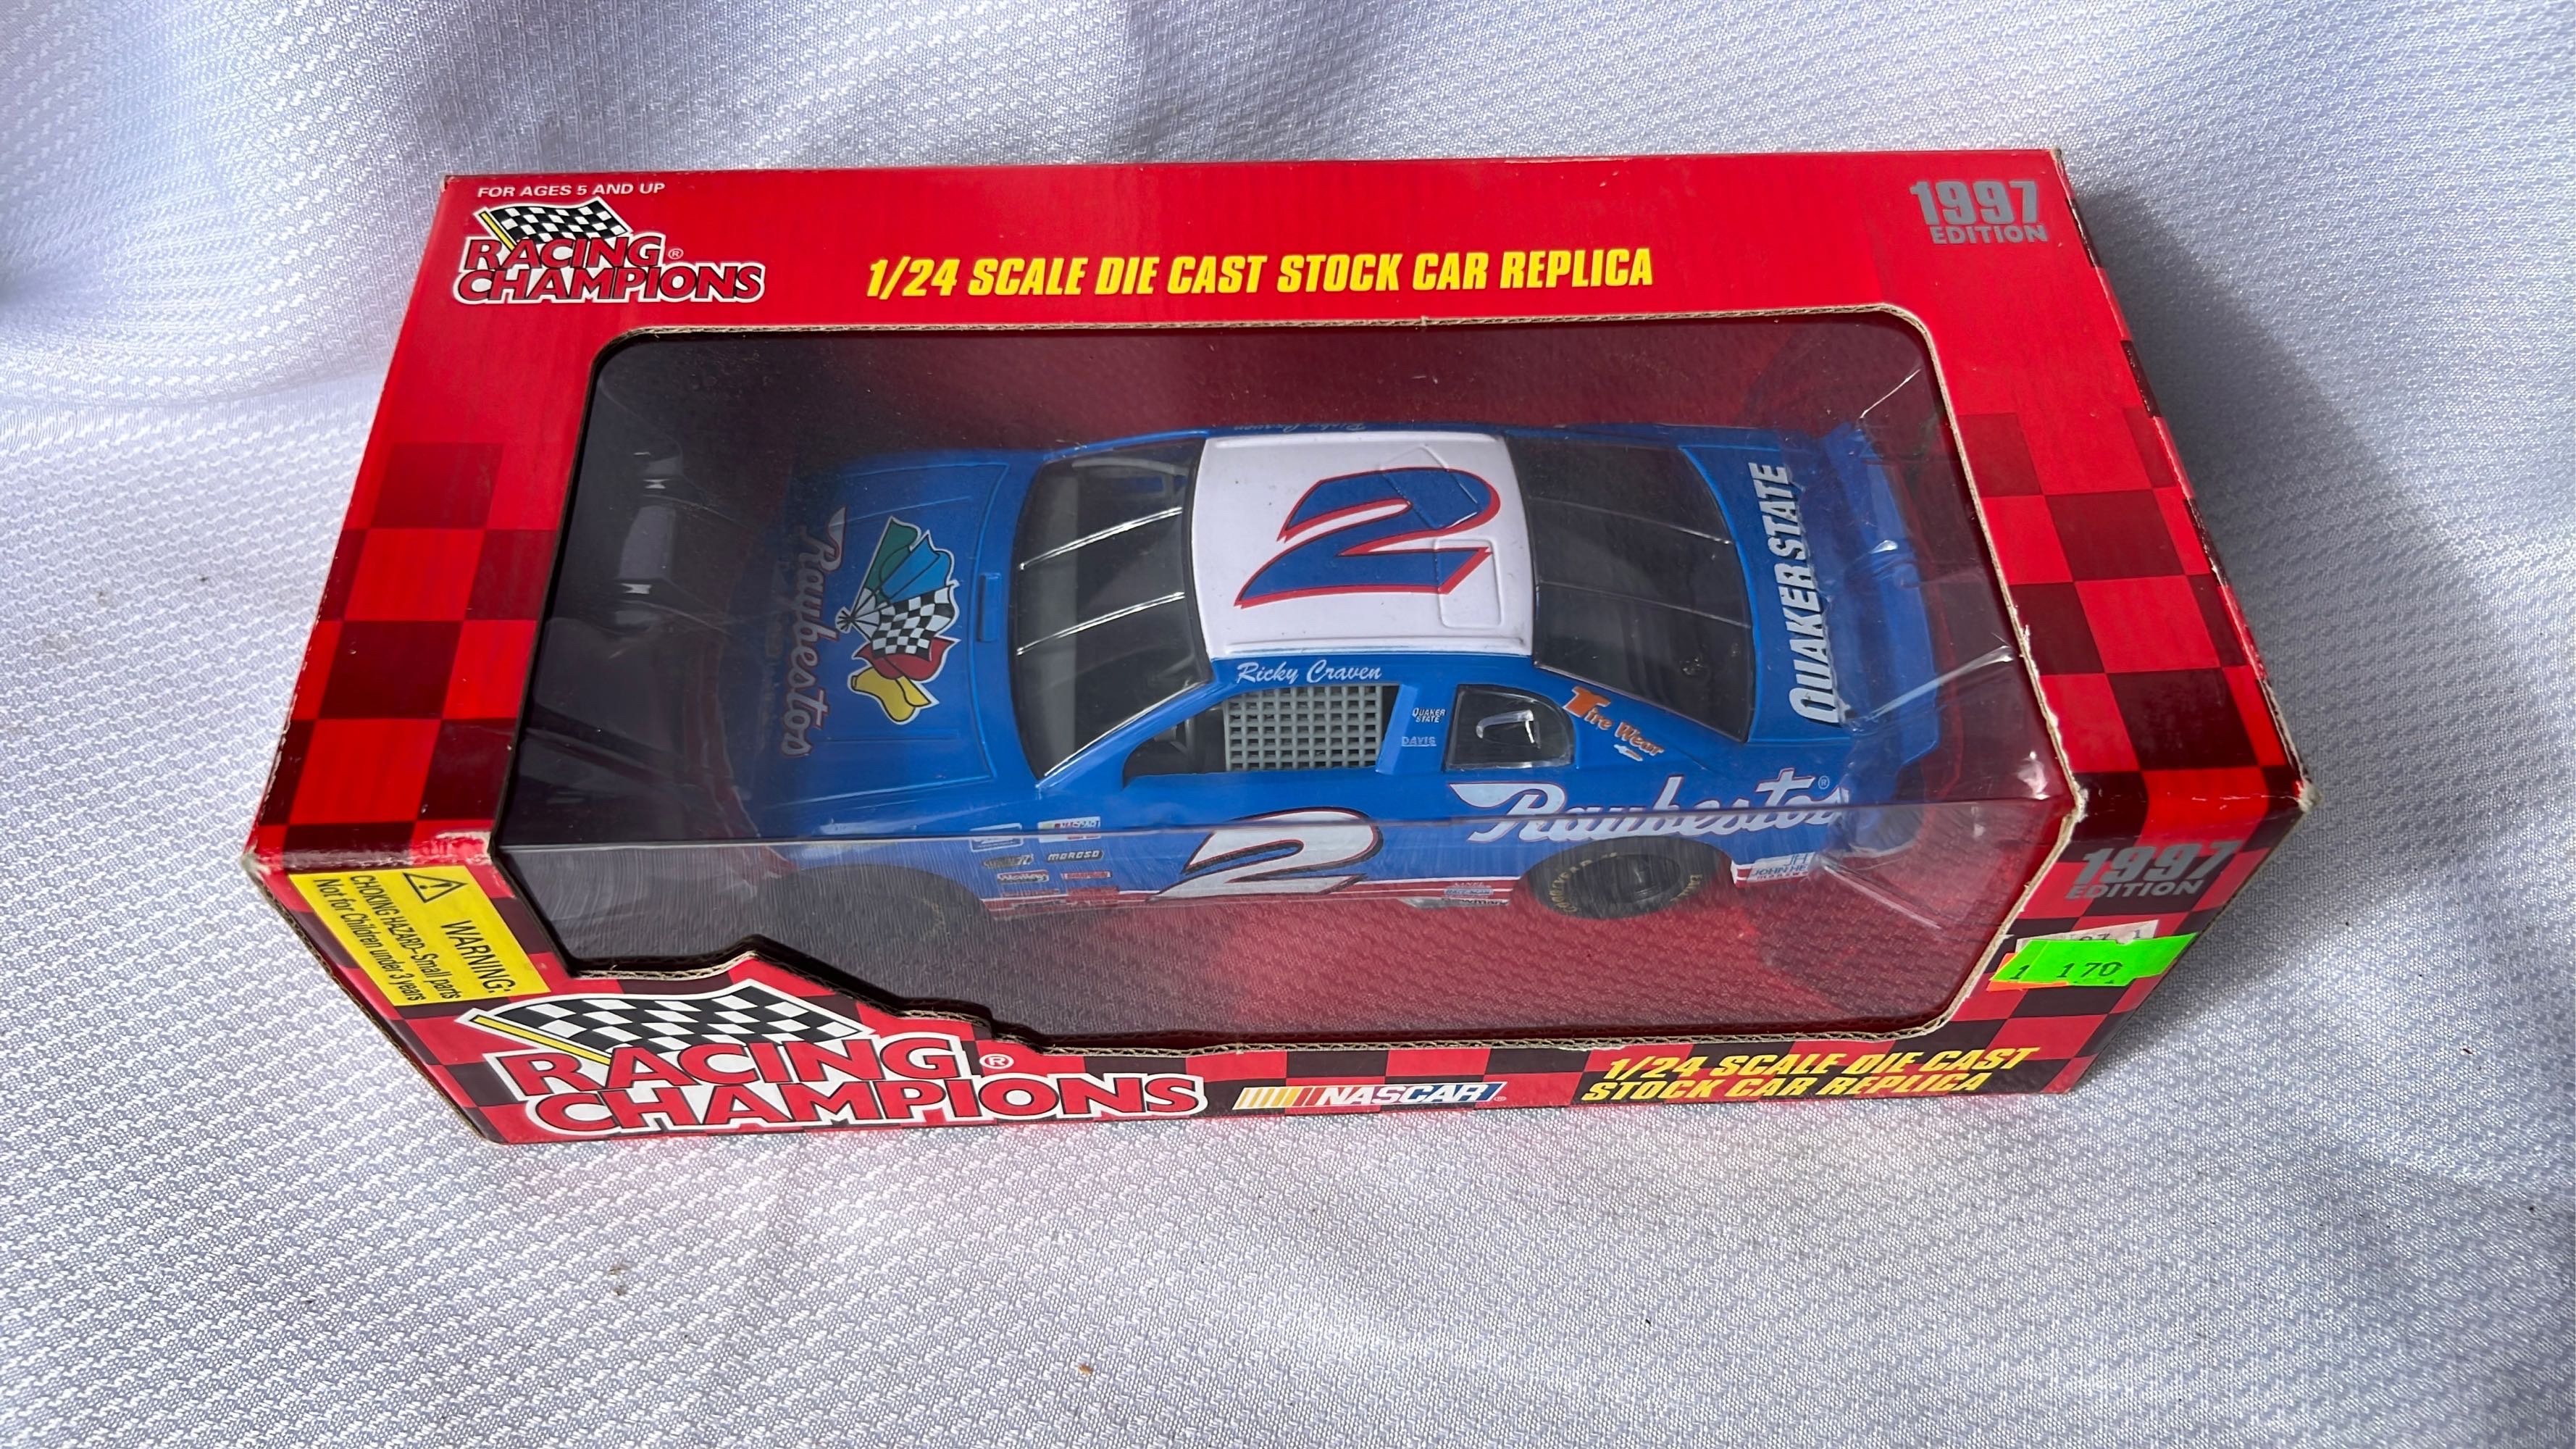 FOR AGES 5 AND UP
RACING®
CHAMPIONS
1/24 SCALE DIE CAST STOCK CAR REPLICA
1997
EDITION
2
QUAKER STATE
Raybestos
Ricky Craven
QUAKER
STATE
DAVIS
Tire Wear
Raybestos®
2
NASCAR
MOROSO
1997
EDITION
1 170
WARNING:
CHOKING HAZARD-Small parts
Not for Children under 3 years
RACING®
CHAMPIONS
NASCAR
1/24 SCALE DIE CAST
STOCK CAR REPLICA